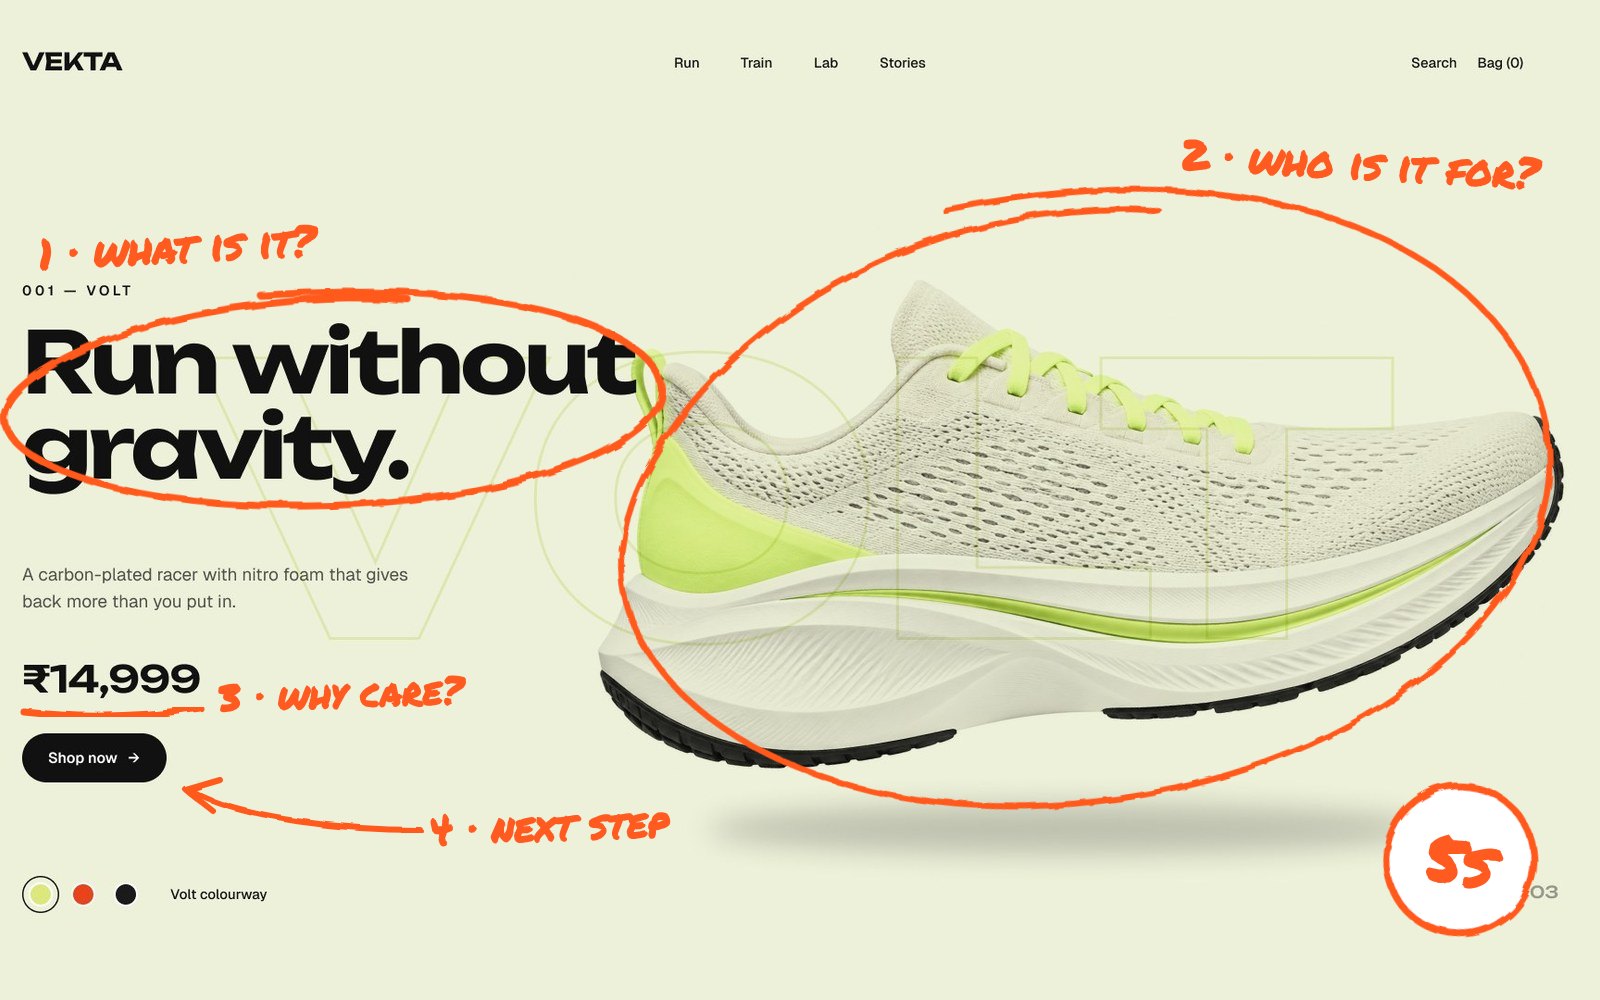 VEKTA
Run Train Lab Stories
Search Bag (0)
2 · WHO IS IT FOR?
1 · WHAT IS IT?
001 — VOLT
Run without
gravity.
VOLT
A carbon-plated racer with nitro foam that gives
back more than you put in.
₹14,999
3 · WHY CARE?
Shop now →
4 · NEXT STEP
Volt colourway
5s
03